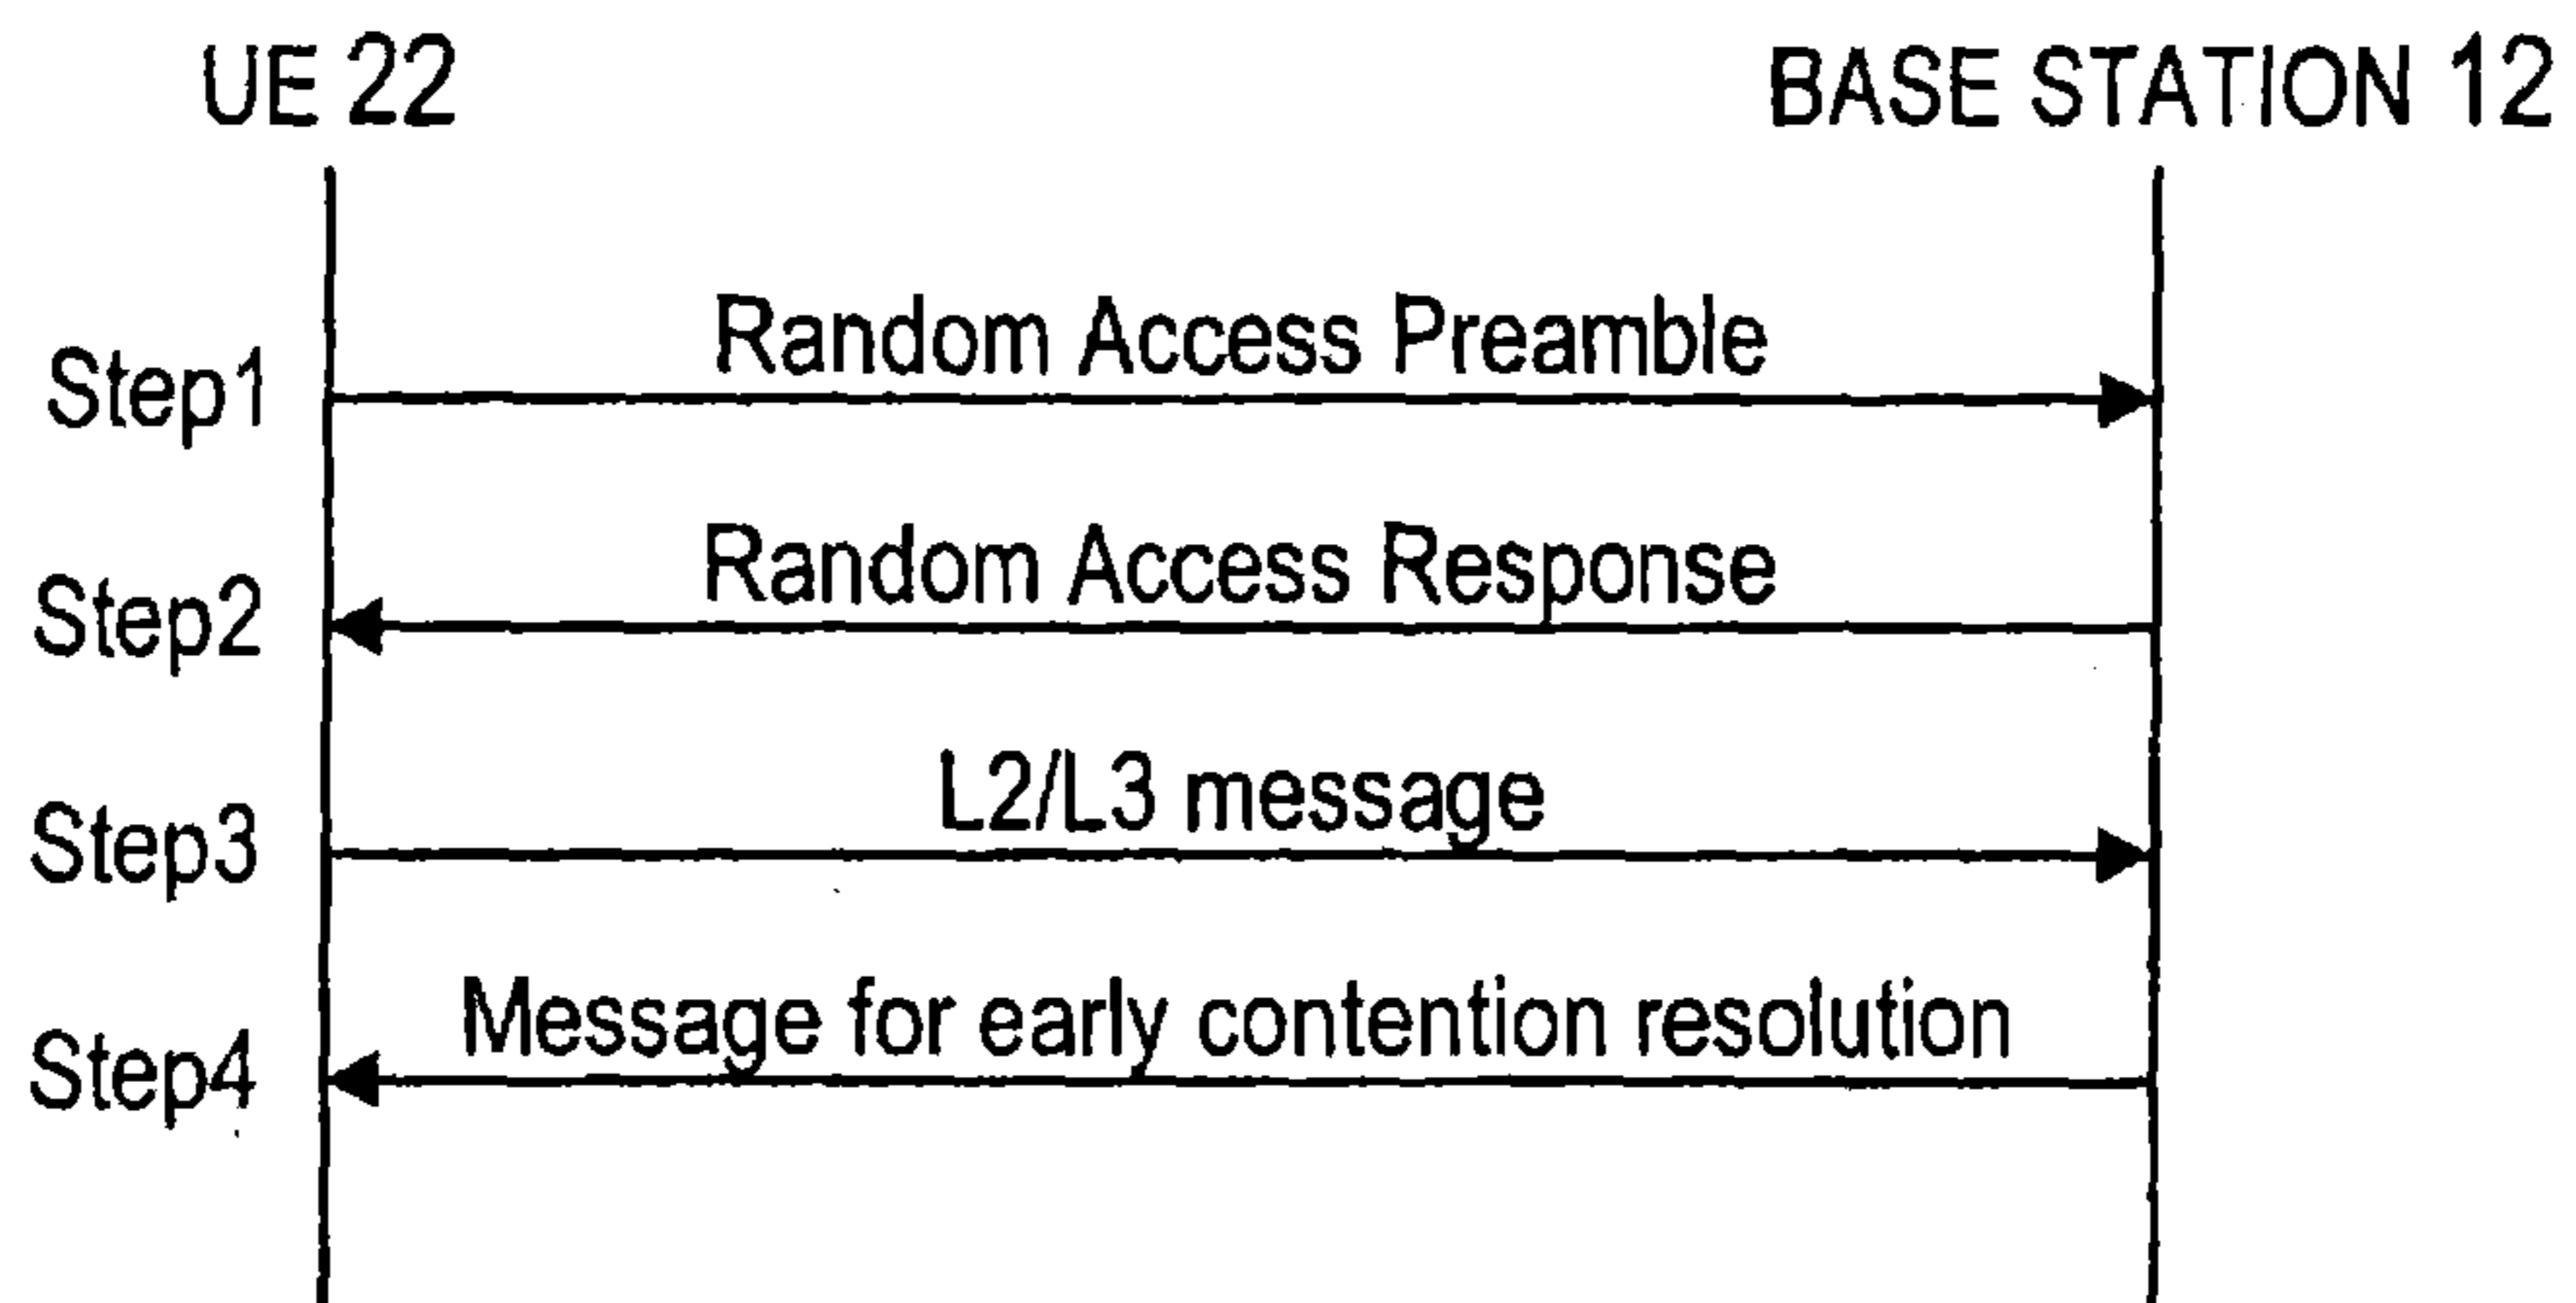 UE 22
BASE STATION 12
Random Access Preamble
Step1
Random Access Response
Step2
L2/L3 message
Step3
Message for early contention resolution
Step4